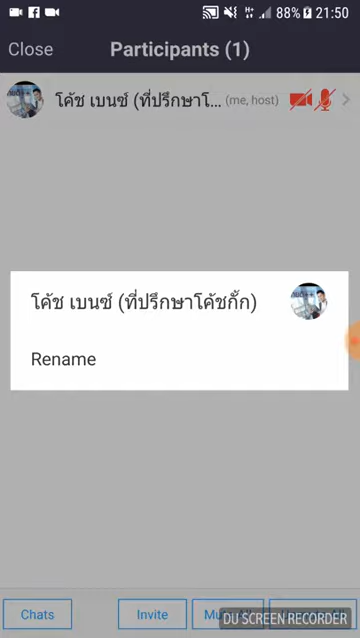 88% 21:50
Close Participants (1)
โค้ช เบนซ์ (ที่ปรึกษาโ... (me, host)
โค้ช เบนซ์ (ที่ปรึกษาโค้ชกั๊ก)
Rename
Chats Invite
DU SCREEN RECORDER